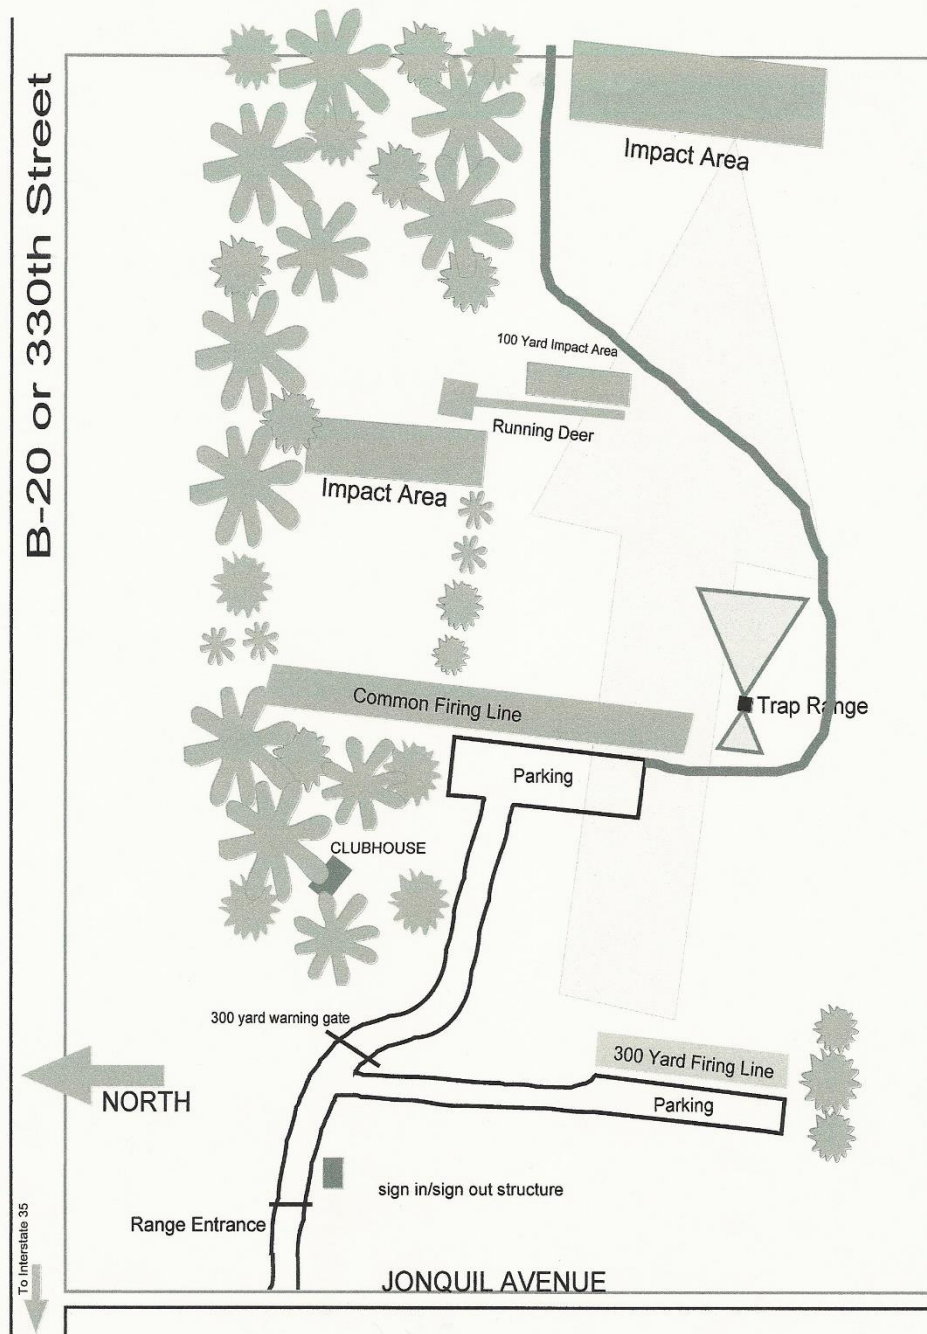 B-20 or 330th Street
Impact Area
100 Yard Impact Area
Running Deer
Impact Area
Common Firing Line
Trap Range
Parking
CLUBHOUSE
300 yard warning gate
300 Yard Firing Line
NORTH
Parking
sign in/sign out structure
Range Entrance
To Interstate 35
JONQUIL AVENUE